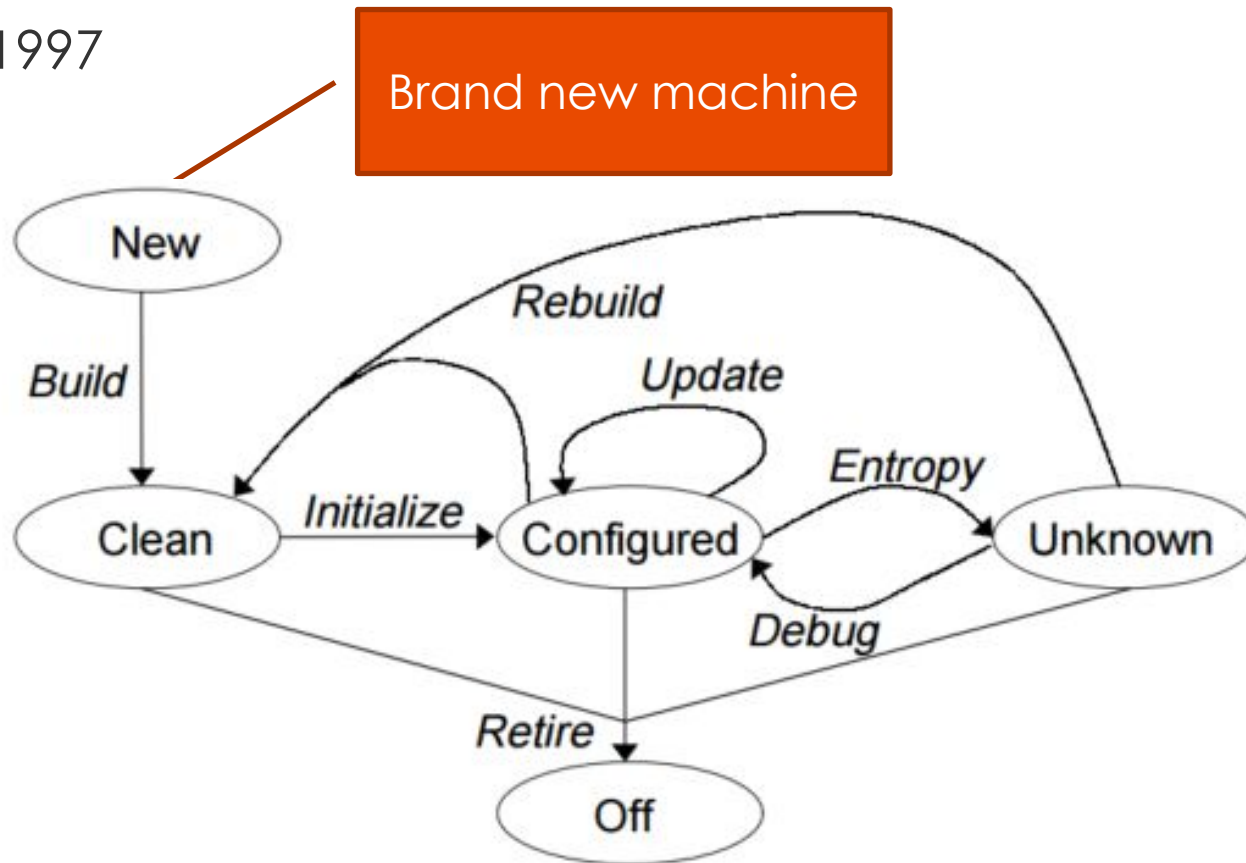 1997
Brand new machine
New
Rebuild
Build
Update
Entropy
Initialize
Clean
Configured
Unknown
Debug
Retire
Off